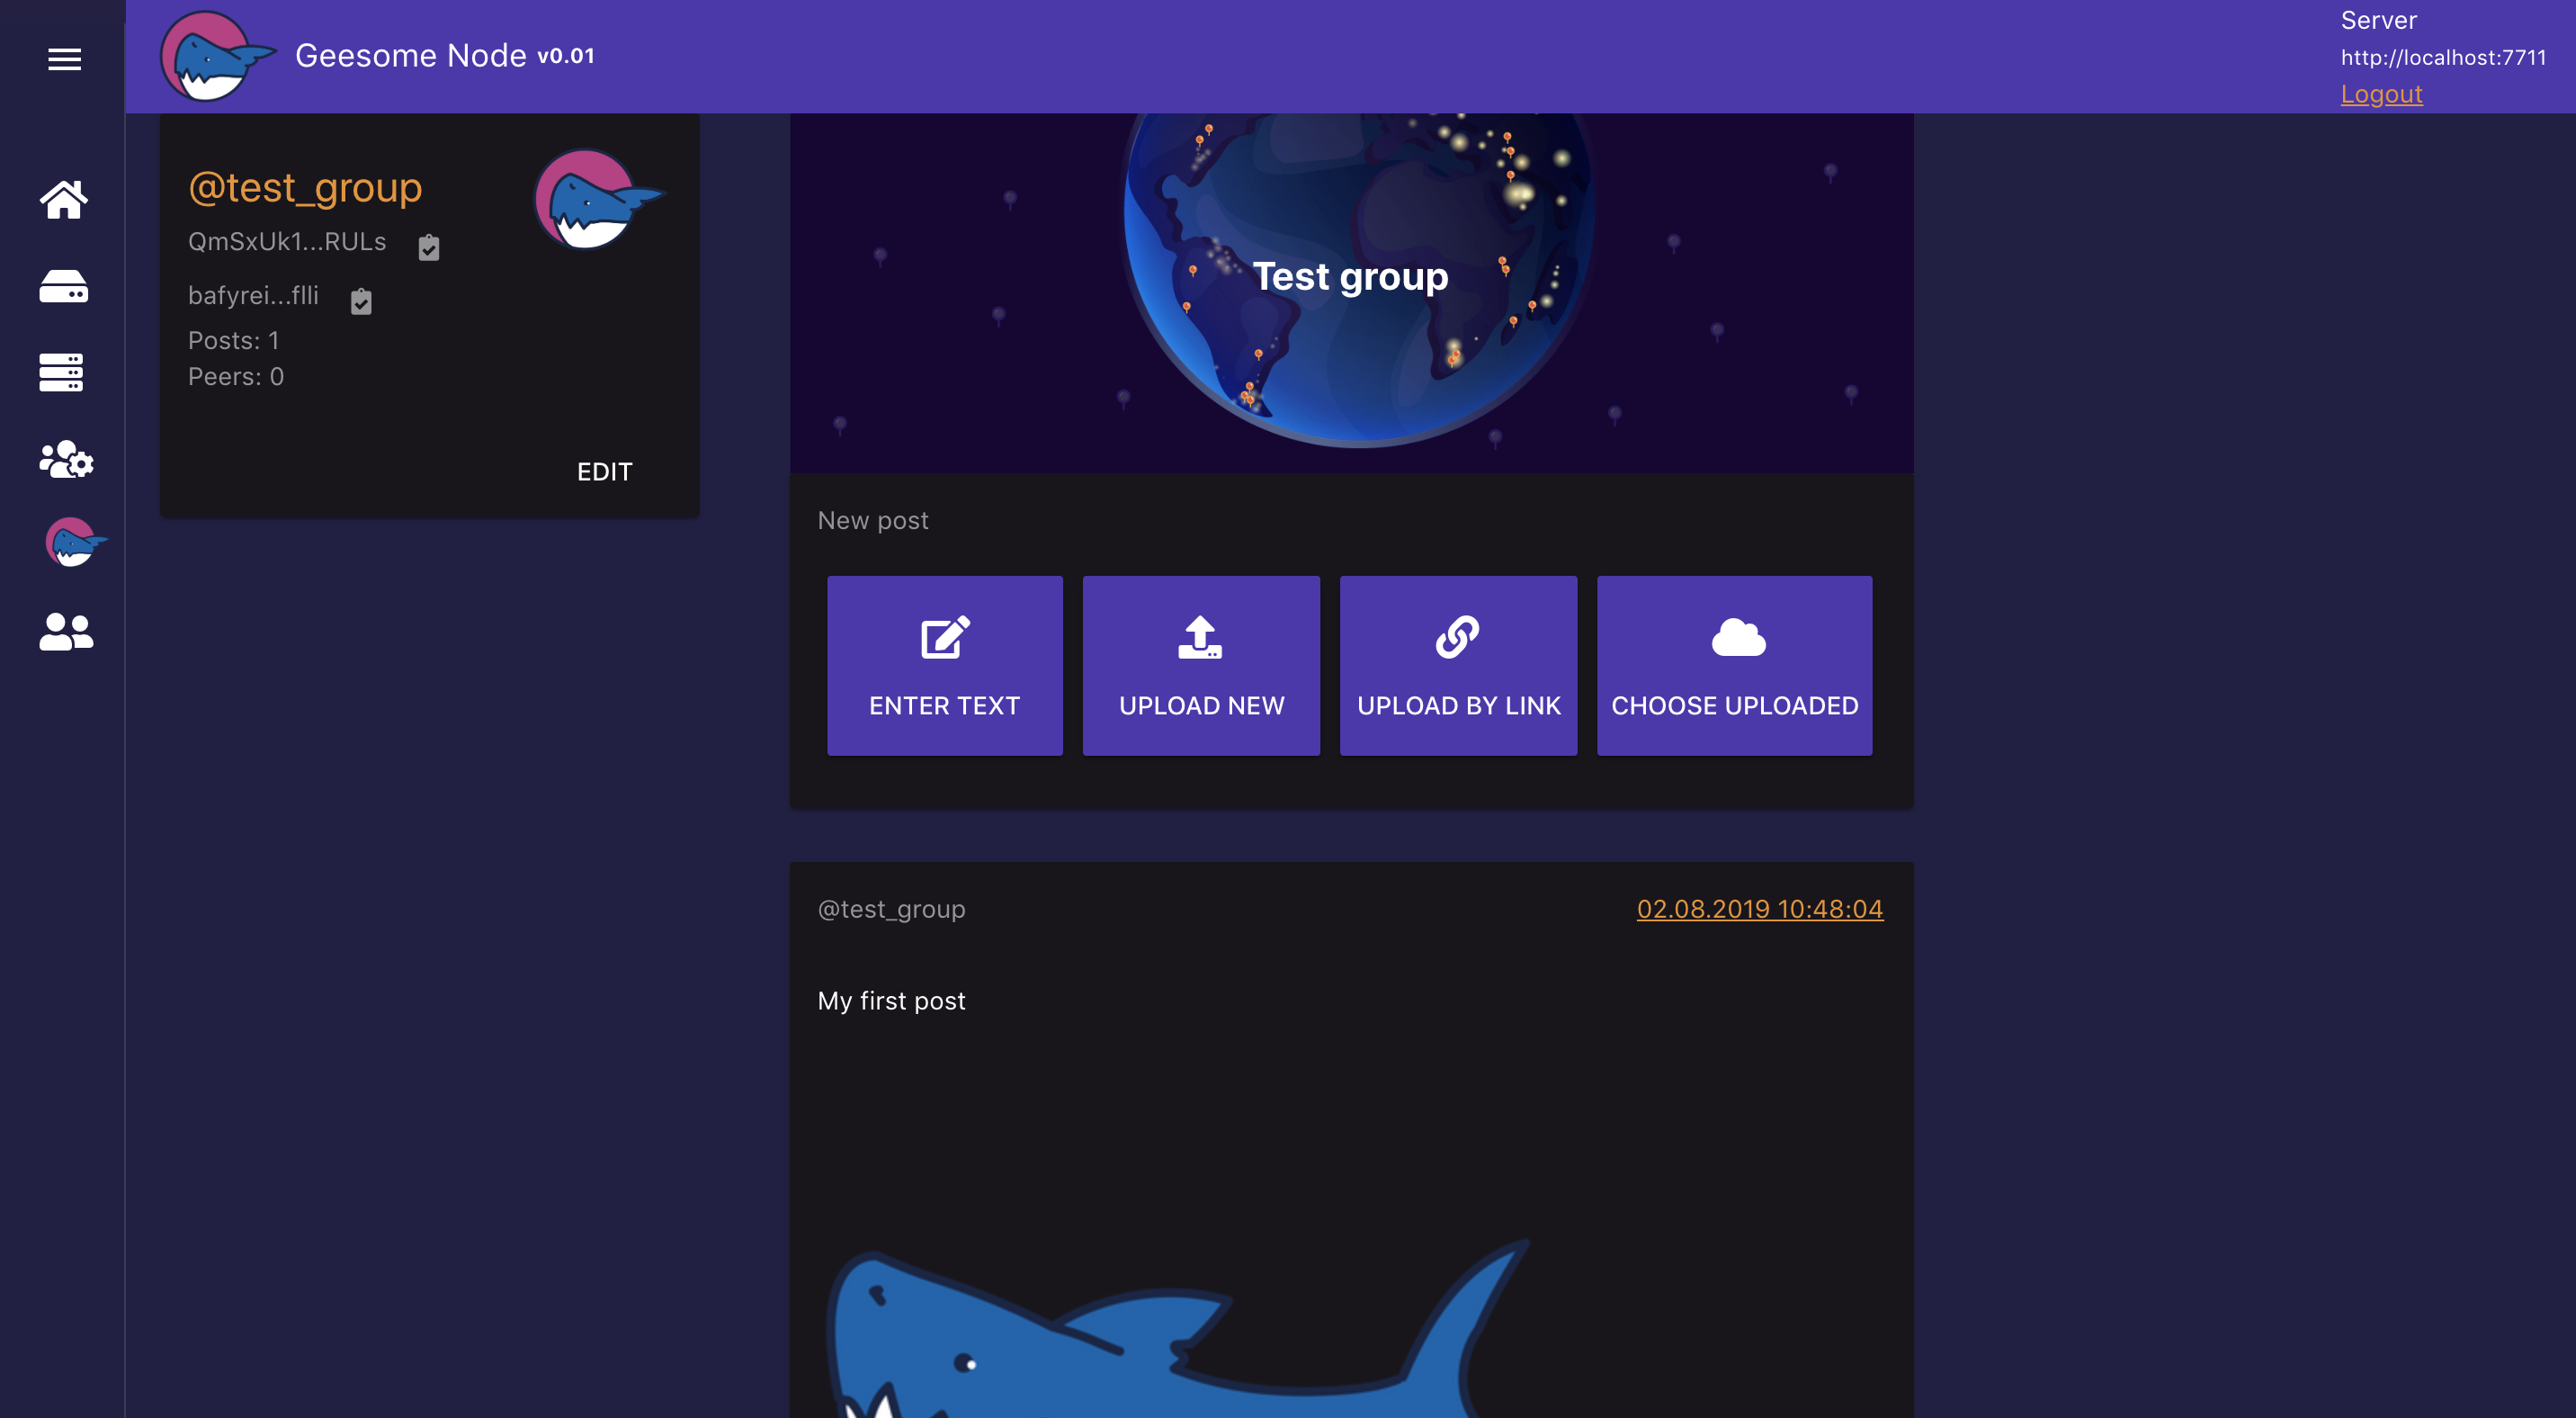 Geesome Node v0.01
Server
http://localhost:7711
Logout
@test_group
QmSxUk1...RULs
bafyrei...flli
Posts: 1
Peers: 0
EDIT
Test group
New post
ENTER TEXT
UPLOAD NEW
UPLOAD BY LINK
CHOOSE UPLOADED
@test_group
02.08.2019 10:48:04
My first post